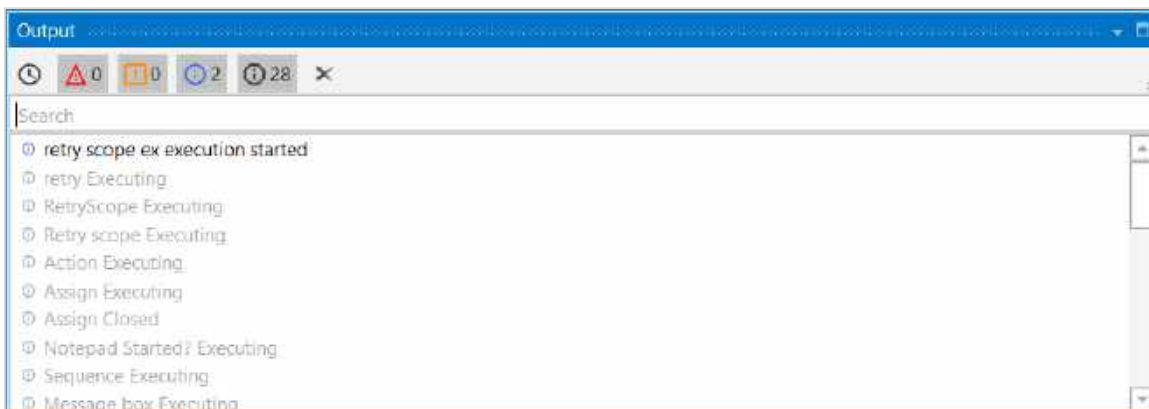 Output
0 0 2 28
Search
retry scope ex execution started
retry Executing
RetryScope Executing
Retry scope Executing
Action Executing
Assign Executing
Assign Closed
Notepad Started? Executing
Sequence Executing
Message box Executing